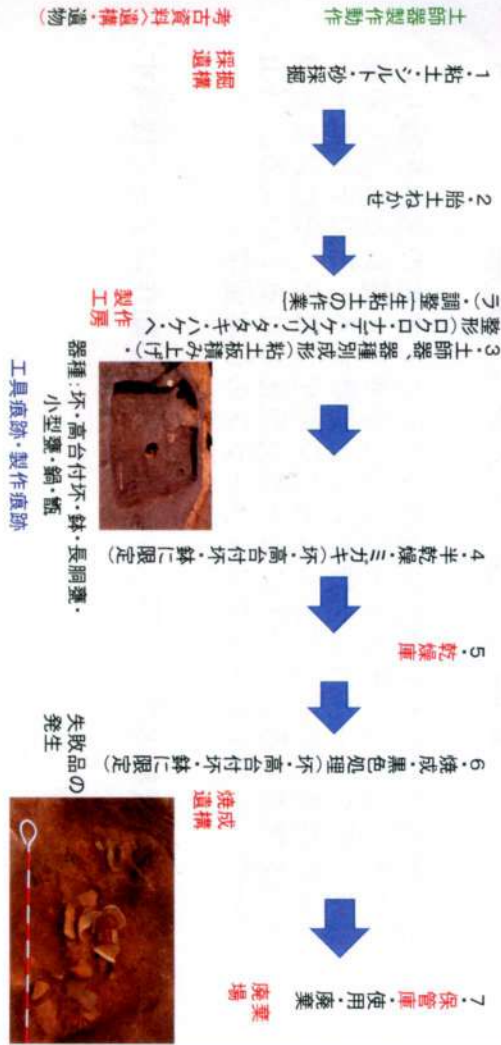 土師器製作動作
考古資料(遺構・遺物)
1・粘土・シルト・砂採掘
採掘
遺構
2・胎土ねかせ
3・土師器、器種別成形(粘土板積み上げ)・
整形(ロクロ・ナデ・ケズリ・タタキ・ハケ・ヘ
ラ)・調整[生粘土の作業]
製作
工房
器種:坏・高台付坏・鉢・長胴甕・
小型甕・鍋・甑
工具痕跡・製作痕跡
4・半乾燥・ミガキ(坏・高台付坏・鉢に限定)
5・乾燥
庫
6・焼成・黒色処理(坏・高台付坏・鉢に限定)
焼成
遺構
失敗品の
発生
7・保管庫・使用・廃棄
廃棄
場